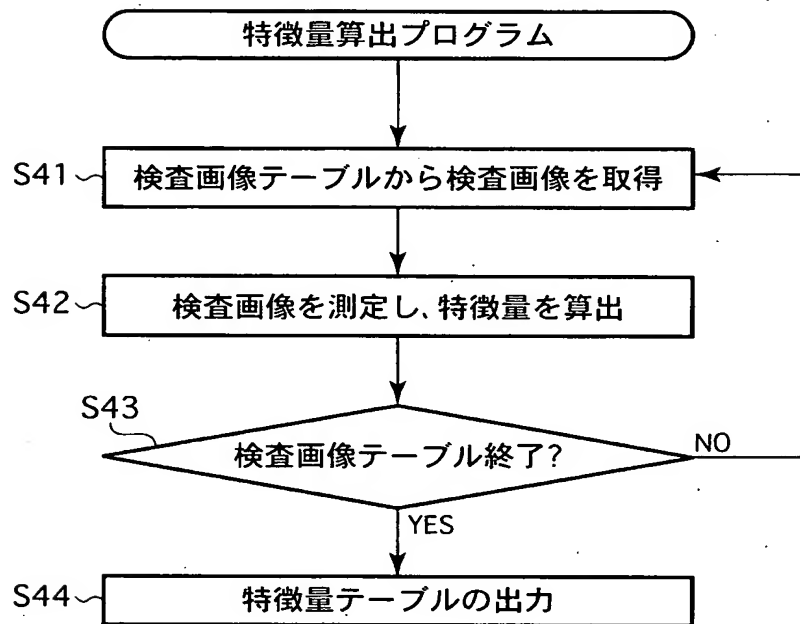 特徴量算出プログラム
S41
検査画像テーブルから検査画像を取得
S42
検査画像を測定し、特徴量を算出
S43
検査画像テーブル終了?
NO
YES
S44
特徴量テーブルの出力